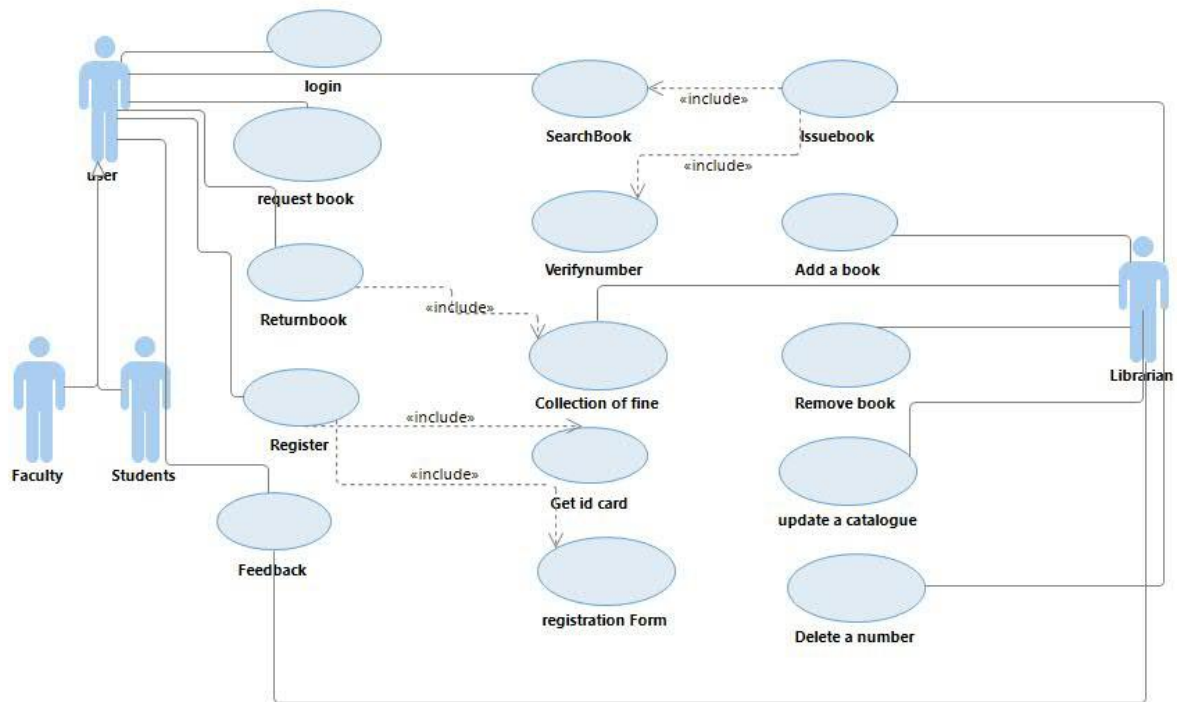 login
«include»
SearchBook
Issuebook
«include»
user
request book
Verifynumber
Add a book
«include»
Returnbook
Librarian
Collection of fine
Remove book
«include»
Register
Faculty
Students
«include»
Get id card
update a catalogue
Feedback
registration Form
Delete a number